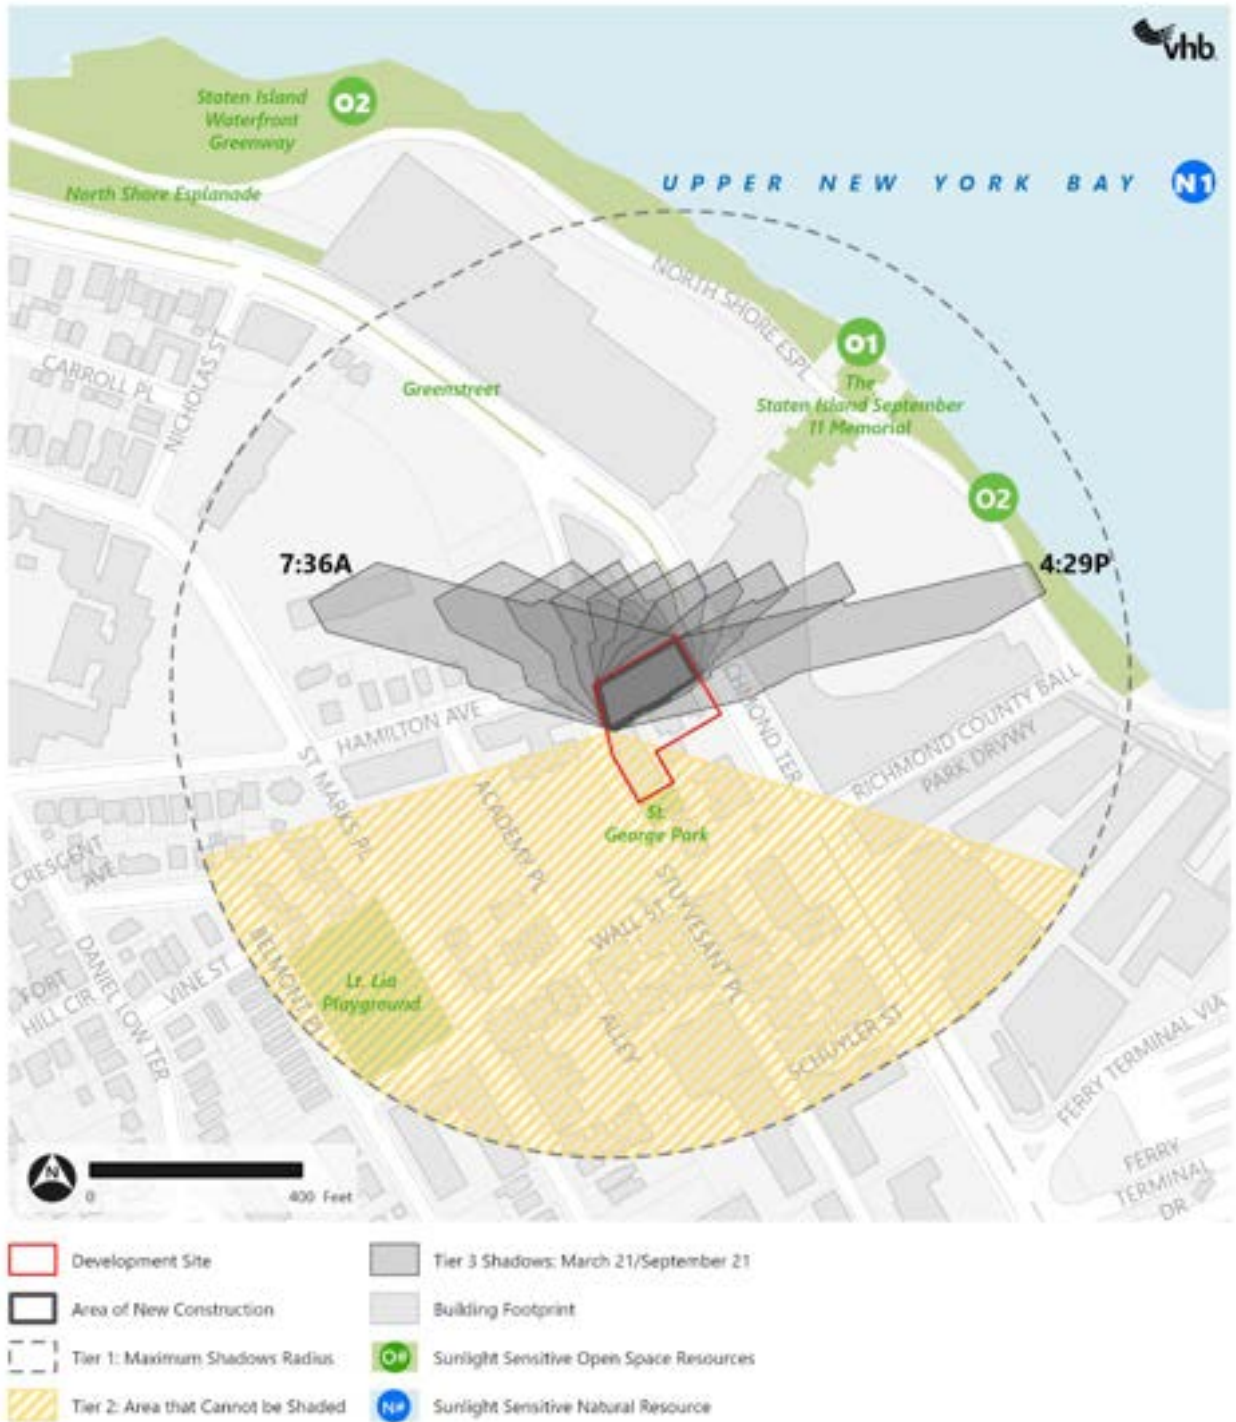 vhb
Staten Island
Waterfront
Greenway
O2
North Shore Esplanade
UPPER NEW YORK BAY
N1
NORTH SHORE ESPL
O1
The
Staten Island September
11 Memorial
CARROLL PL
NICHOLAS ST
Greenstreet
O2
7:36A
4:29P
HAMILTON AVE
ST MARKS PL
ACADEMY PL
RICHMOND COUNTY BALL
PARK DRVWY
St.
George Park
CRESCENT
AVE
STUYVESANT PL
WALL ST
BELMONT PL
DANIEL LOW TER
VINE ST
FORT
HILL CIR
Lt. Lia
Playground
ALLEY
SCHUYLER ST
FERRY TERMINAL VIA
FERRY
TERMINAL
DR
N
0
400 Feet
Development Site
Area of New Construction
Tier 1: Maximum Shadows Radius
Tier 2: Area that Cannot be Shaded
Tier 3 Shadows: March 21/September 21
Building Footprint
O# Sunlight Sensitive Open Space Resources
N# Sunlight Sensitive Natural Resource